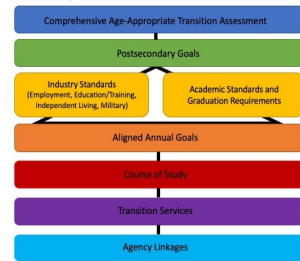 Comprehensive Age-Appropriate Transition Assessment
Postsecondary Goals
Industry Standards
(Employment, Education/Training,
Independent Living, Military)
Academic Standards and
Graduation Requirements
Aligned Annual Goals
Course of Study
Transition Services
Agency Linkages